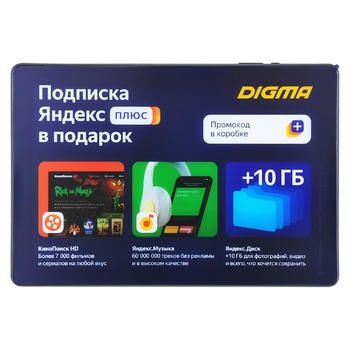 Подписка
Яндекс плюс
в подарок
DIGMA
Промокод
в коробке
КиноПоиск HD
Более 7 000 фильмов
и сериалов на любой вкус
Яндекс.Музыка
60 000 000 треков без рекламы
и в высоком качестве
+10 ГБ
Яндекс.Диск
+10 ГБ для фотографий, видео
и всего, что хочется сохранить